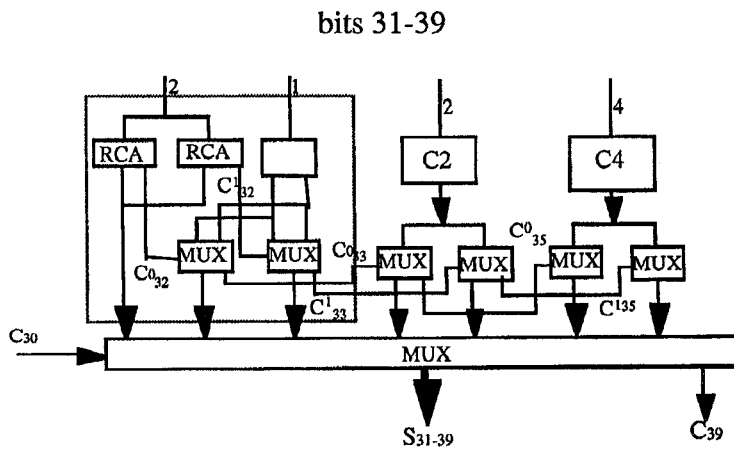 bits 31-39
2 1 2 4
RCA RCA C2 C4
C¹32
MUX MUX C⁰33 MUX MUX C⁰35 MUX MUX
C⁰32
C¹33 C¹35
C30
MUX
S31-39 C39